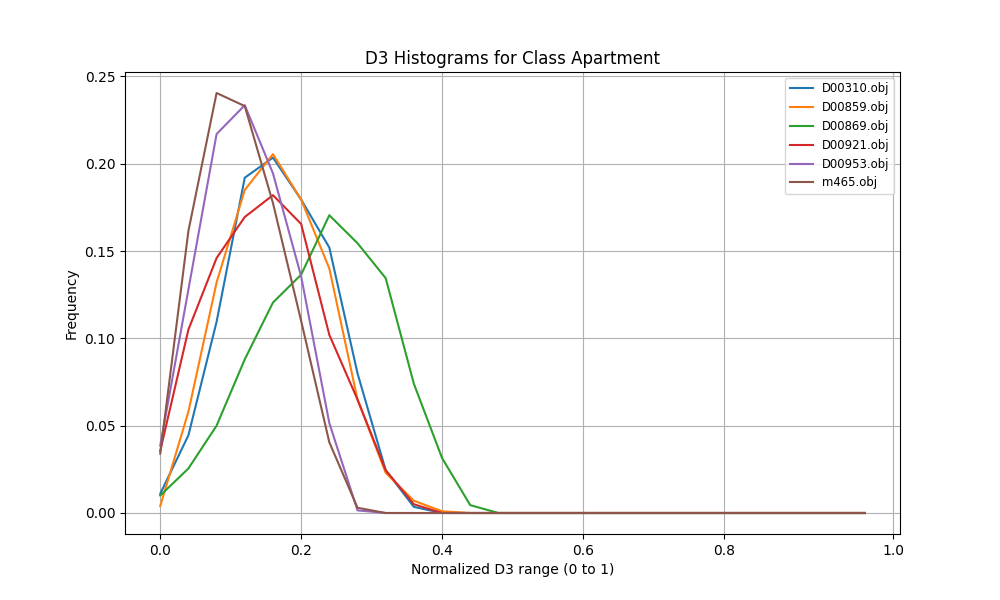 D3 Histograms for Class Apartment
0.25
0.20
0.15
0.10
0.05
0.00
Frequency
D00310.obj
D00859.obj
D00869.obj
D00921.obj
D00953.obj
m465.obj
0.0 0.2 0.4 0.6 0.8 1.0
Normalized D3 range (0 to 1)